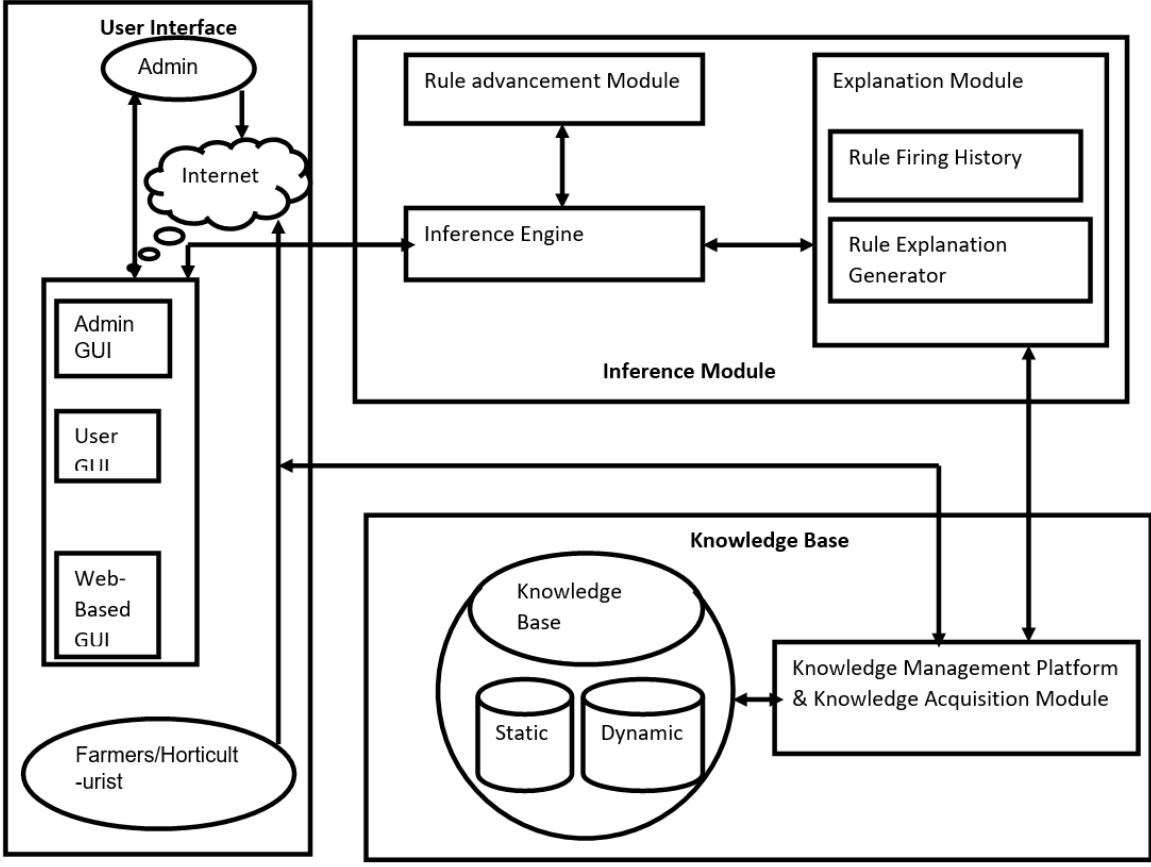 User Interface
Admin
Internet
Admin
GUI
User
GUI
Web-
Based
GUI
Farmers/Horticult
-urist
Rule advancement Module
Inference Engine
Explanation Module
Rule Firing History
Rule Explanation
Generator
Inference Module
Knowledge Base
Knowledge
Base
Static
Dynamic
Knowledge Management Platform
& Knowledge Acquisition Module